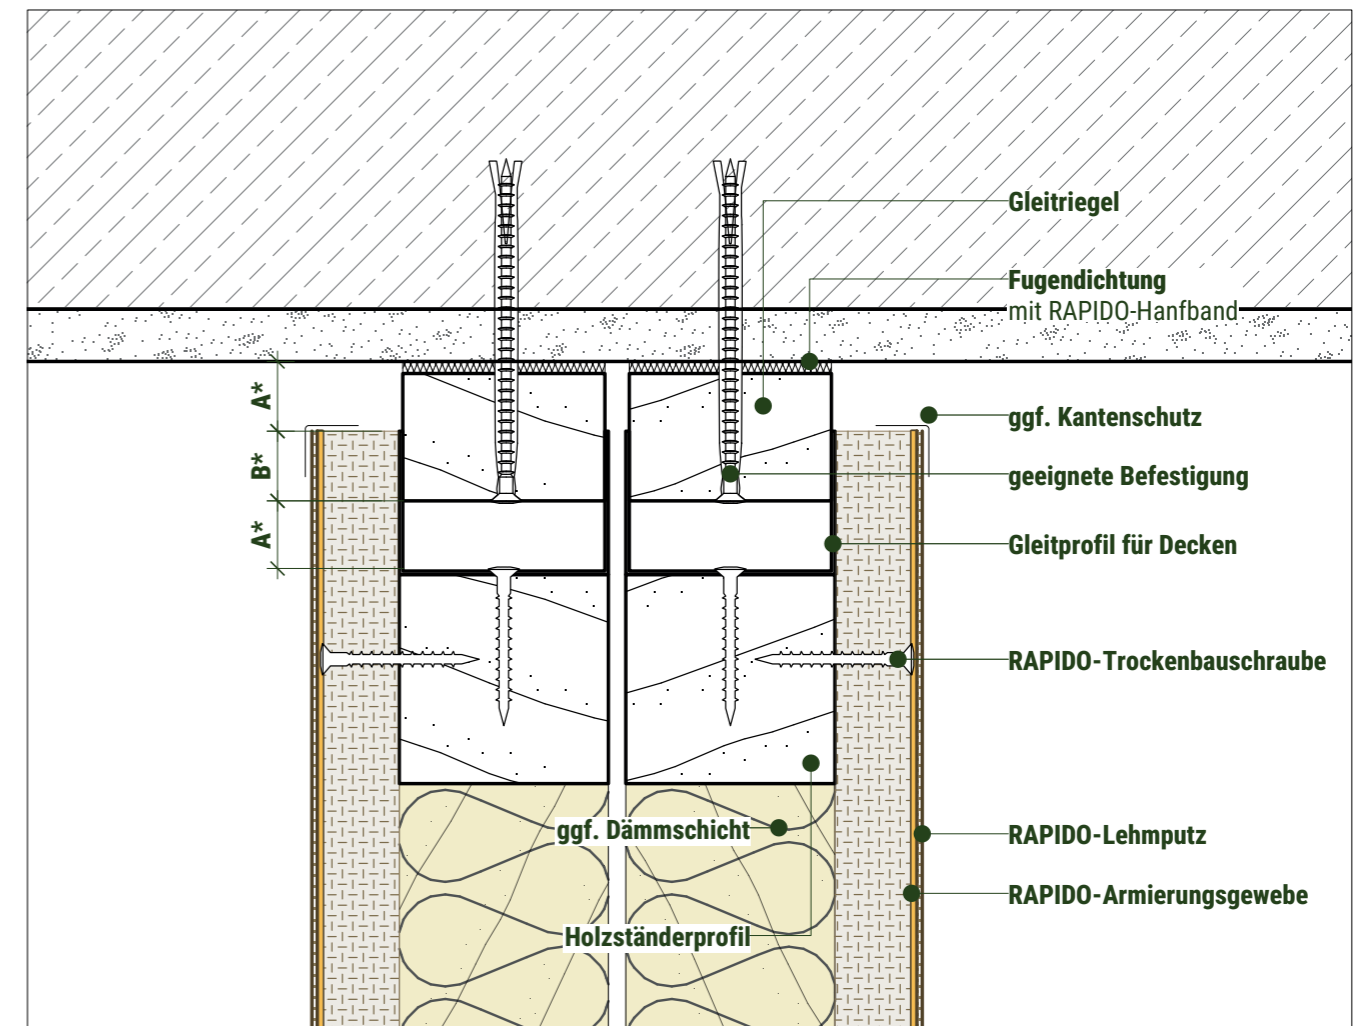 Gleitriegel
Fugendichtung
mit RAPIDO-Hanfband
A*
ggf. Kantenschutz
B*
geeignete Befestigung
A*
Gleitprofil für Decken
RAPIDO-Trockenbauschraube
ggf. Dämmschicht
RAPIDO-Lehmputz
RAPIDO-Armierungsgewebe
Holzständerprofil